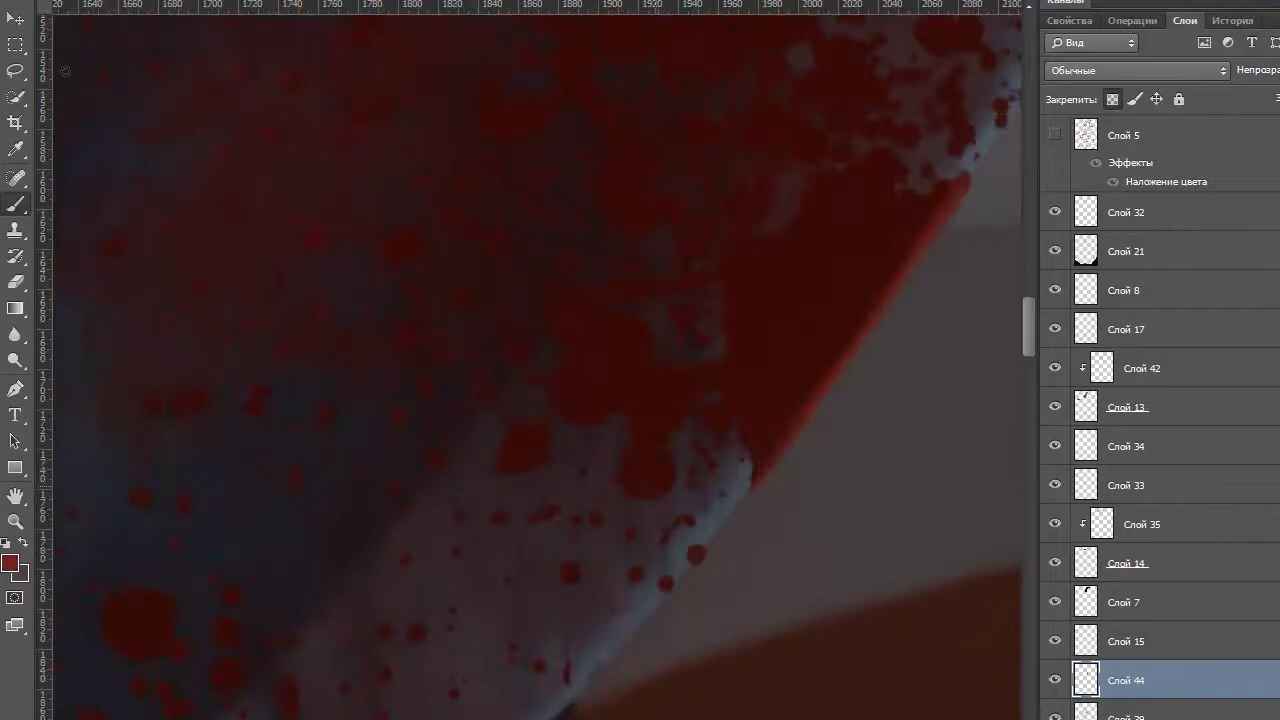 20 1640 1660 1680 1700 1720 1740 1760 1780 1800 1820 1840 1860 1880 1900 1920 1940 1960 1980 2000 2020 2040 2060 2080 2100
Каналы
Свойства Операции Слои История
Вид
Обычные Непрозра
Закрепить: З
Слой 5
Эффекты
Наложение цвета
Слой 32
Слой 21
Слой 8
Слой 17
Слой 42
Слой 13
Слой 34
Слой 33
Слой 35
Слой 14
Слой 7
Слой 15
Слой 44